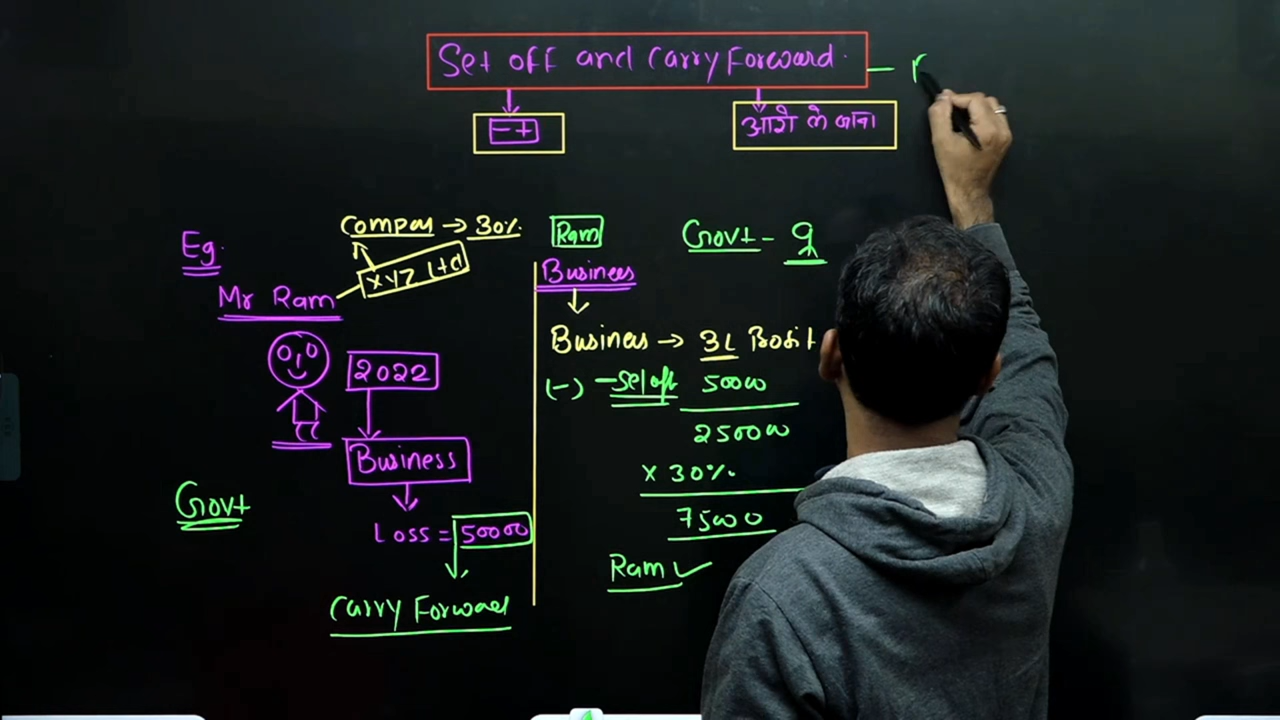 Set off and Carry Forward - r
- +
आगे ले जाना
Eg.
Mr Ram
XYZ Ltd
Compas → 30%
2022
Business
Loss = 50000
Carry Forward
Govt
Ram
Business
Govt -
Business → 3L Profit
(-) - Set off 50000
250000
x 30%
75000
Ram ✓